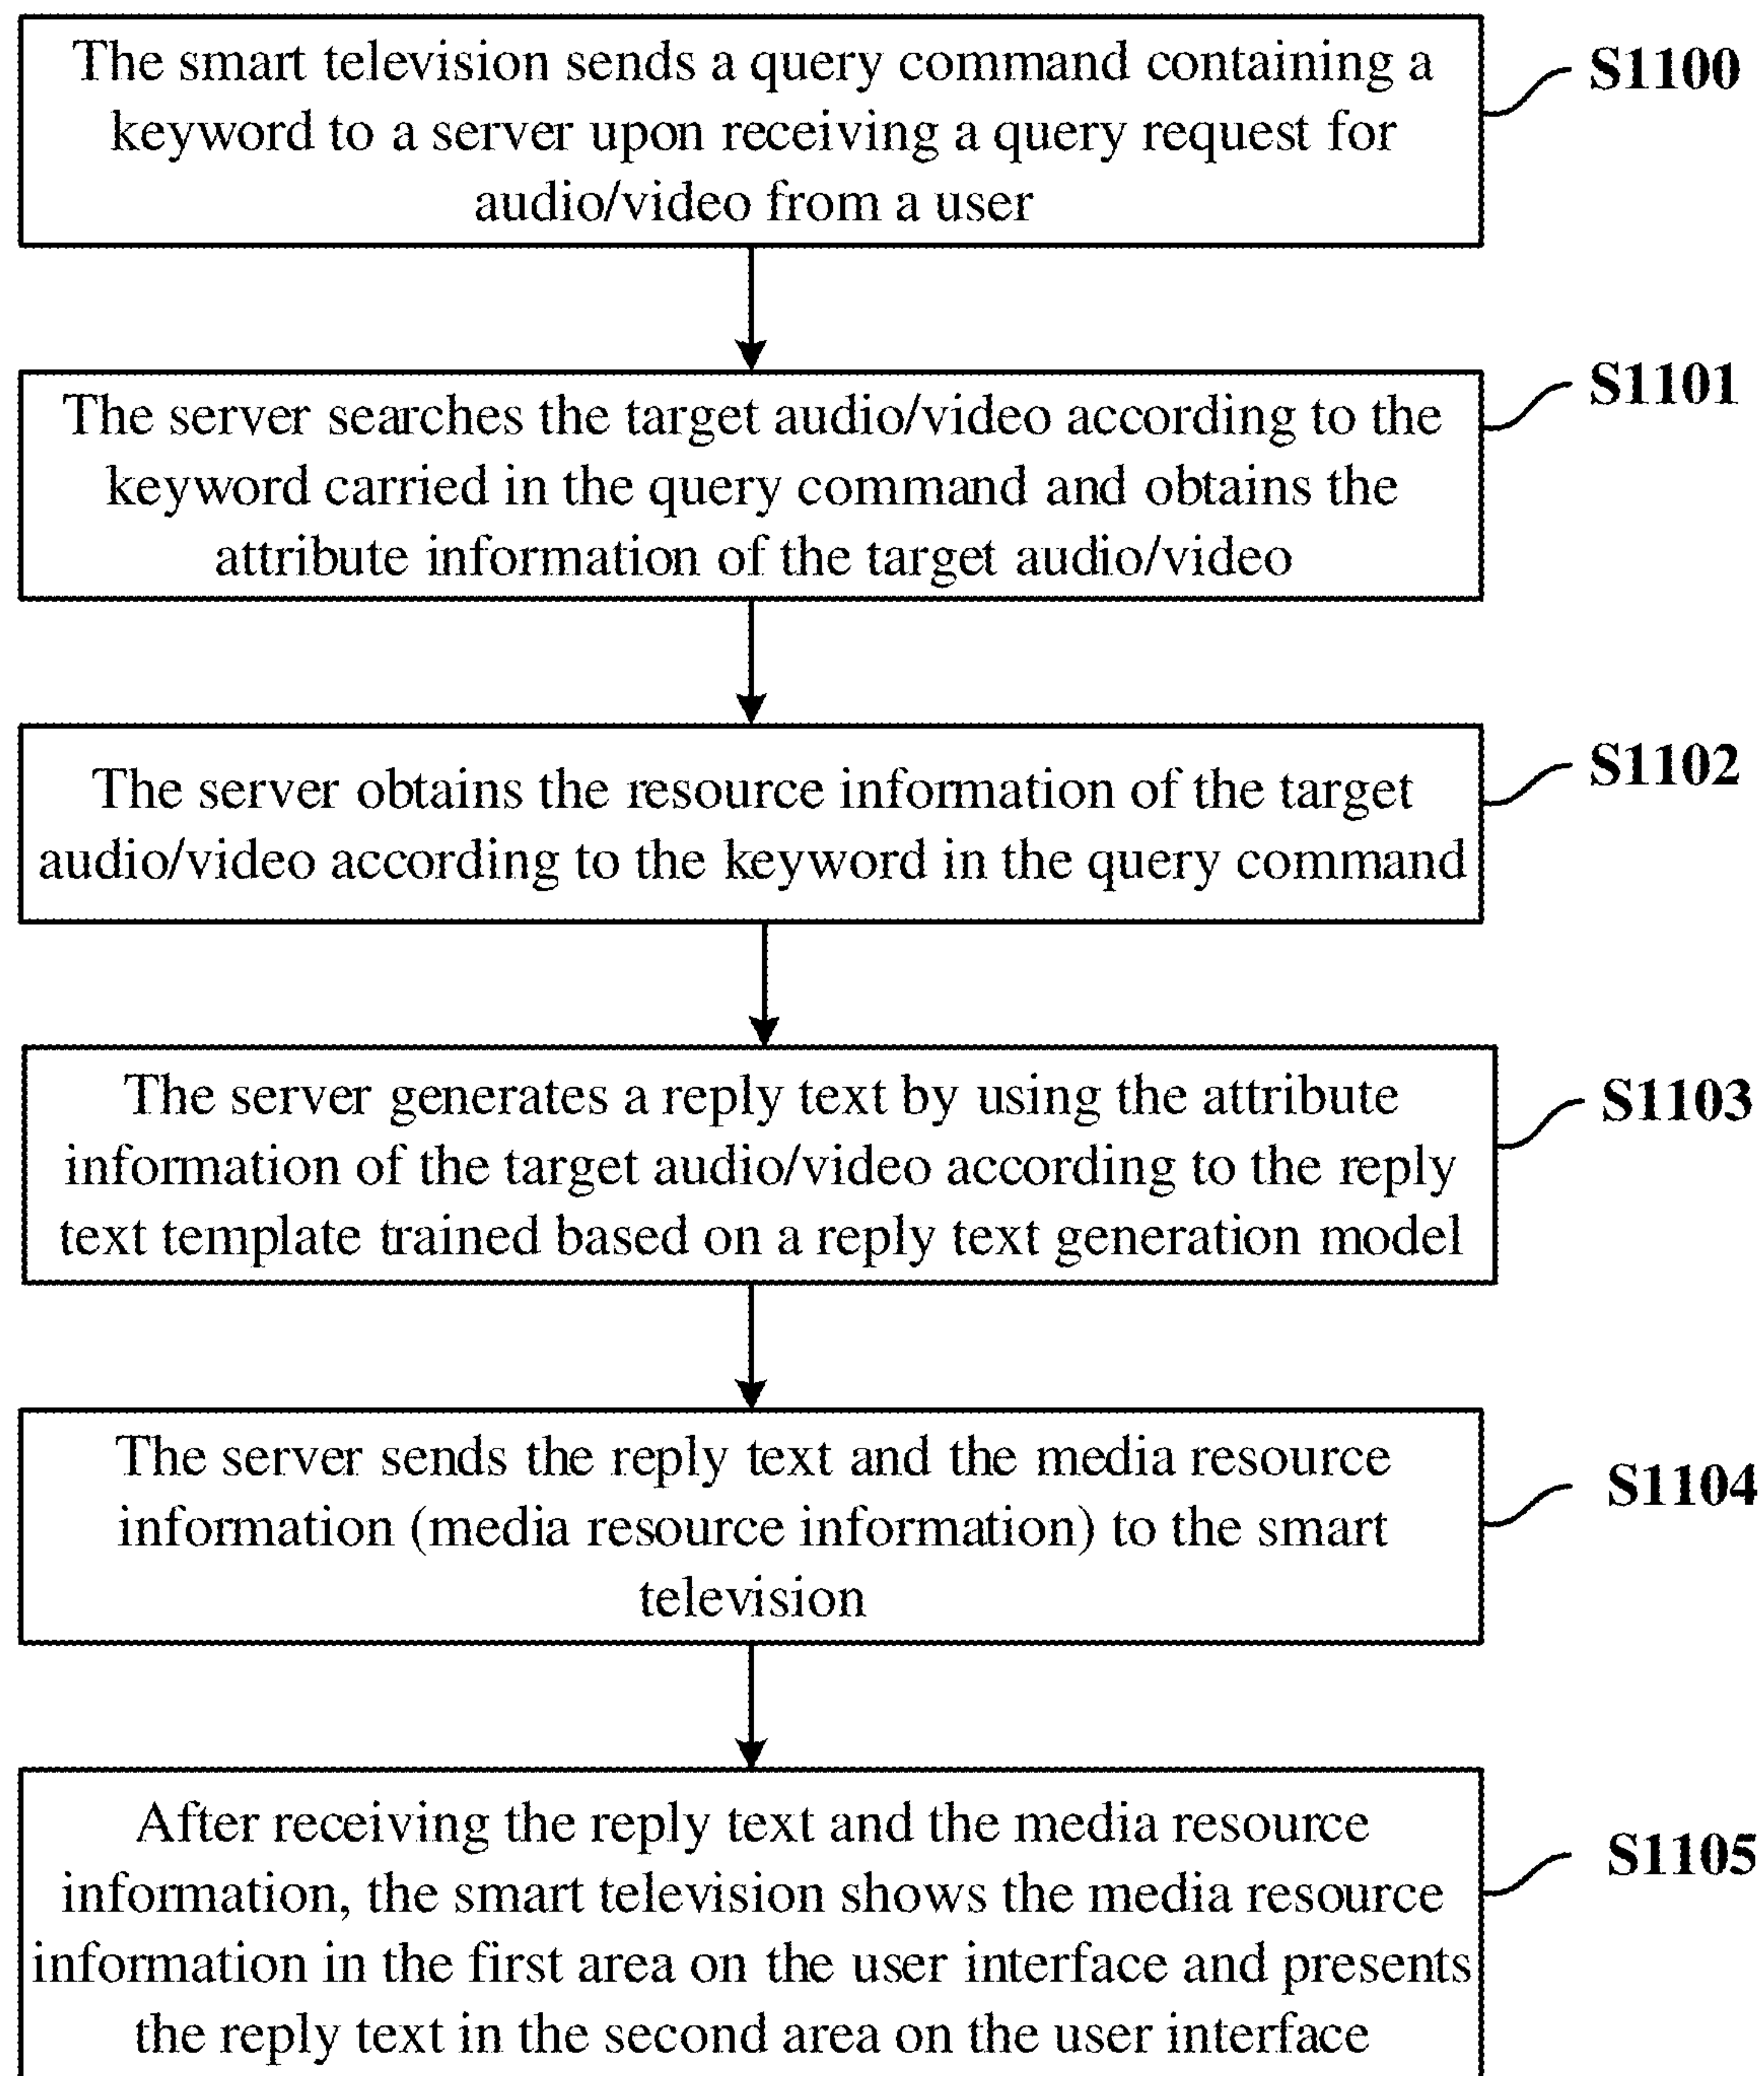 The smart television sends a query command containing a
keyword to a server upon receiving a query request for
audio/video from a user
S1100
The server searches the target audio/video according to the
keyword carried in the query command and obtains the
attribute information of the target audio/video
S1101
The server obtains the resource information of the target
audio/video according to the keyword in the query command
S1102
The server generates a reply text by using the attribute
information of the target audio/video according to the reply
text template trained based on a reply text generation model
S1103
The server sends the reply text and the media resource
information (media resource information) to the smart
television
S1104
After receiving the reply text and the media resource
information, the smart television shows the media resource
information in the first area on the user interface and presents
the reply text in the second area on the user interface
S1105